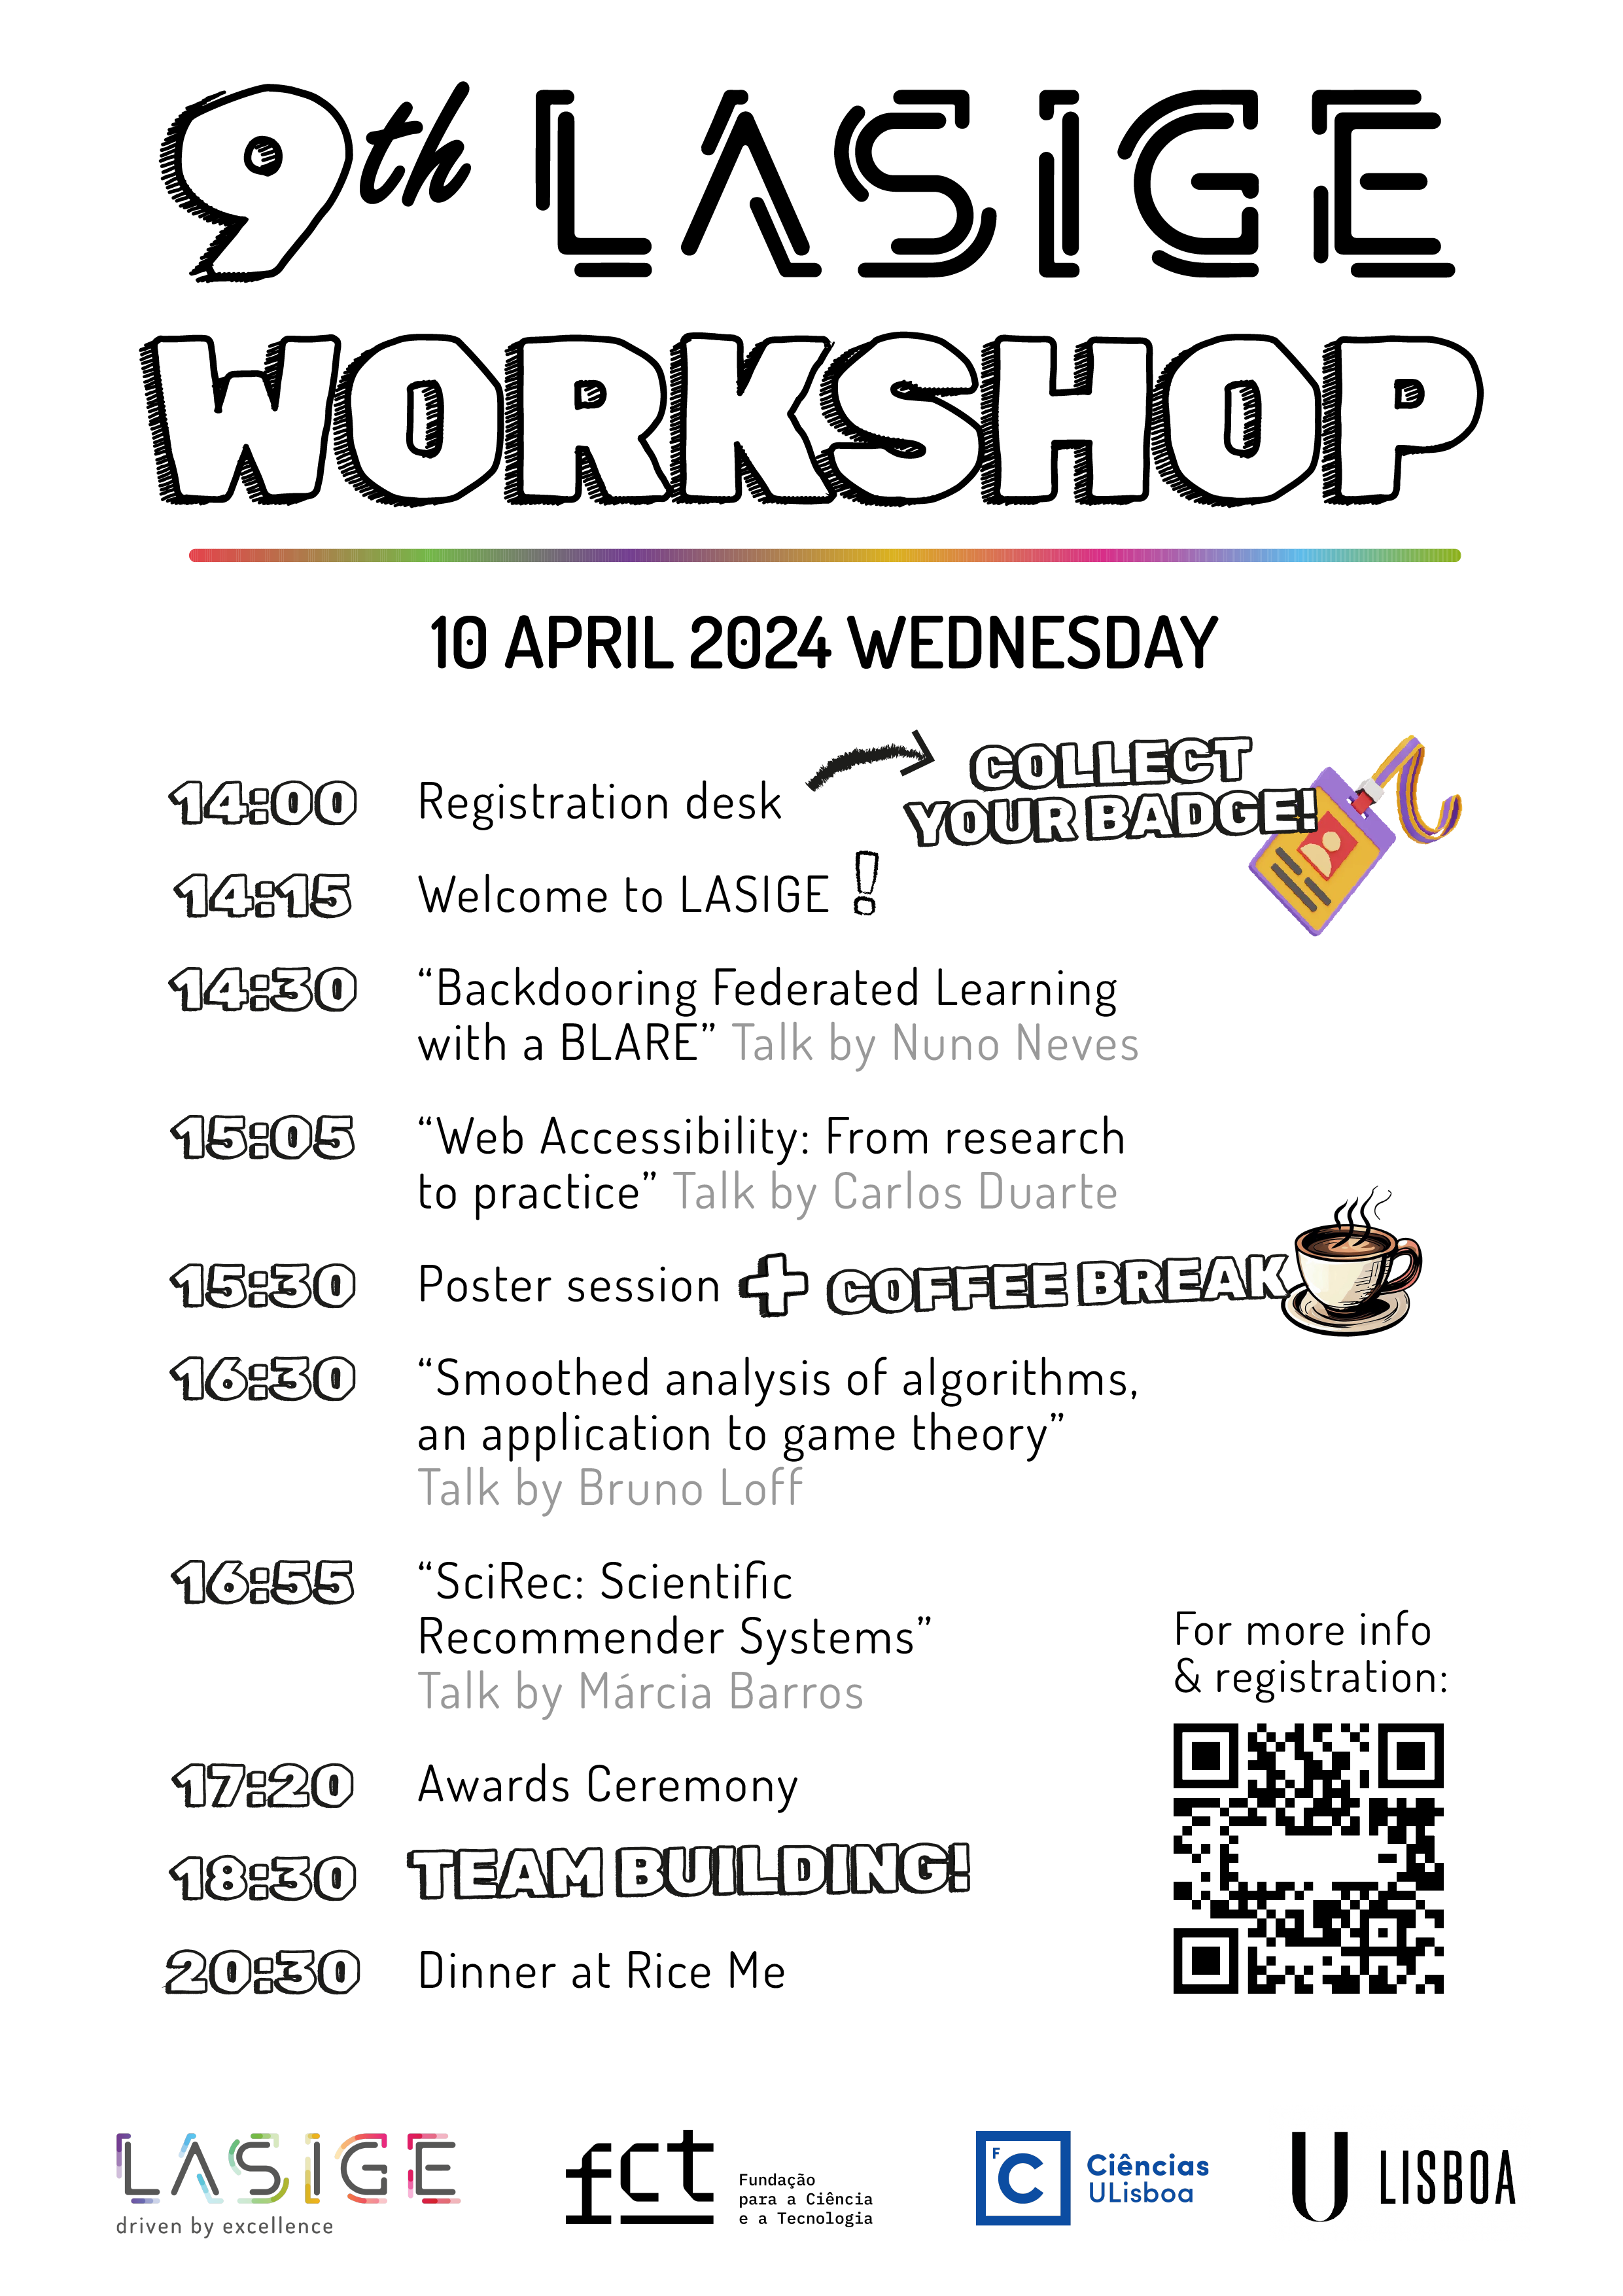 9th LASIGE
WORKSHOP
10 APRIL 2024 WEDNESDAY
14:00 Registration desk
COLLECT
YOUR BADGE!
14:15 Welcome to LASIGE !
14:30 “Backdooring Federated Learning
with a BLARE” Talk by Nuno Neves
15:05 “Web Accessibility: From research
to practice” Talk by Carlos Duarte
15:30 Poster session + COFFEE BREAK
16:30 “Smoothed analysis of algorithms,
an application to game theory”
Talk by Bruno Loff
16:55 “SciRec: Scientific
Recommender Systems”
Talk by Márcia Barros
17:20 Awards Ceremony
18:30 TEAM BUILDING!
20:30 Dinner at Rice Me
For more info
& registration:
LASIGE
driven by excellence
fct
Fundação
para a Ciência
e a Tecnologia
F C
Ciências
ULisboa
U LISBOA